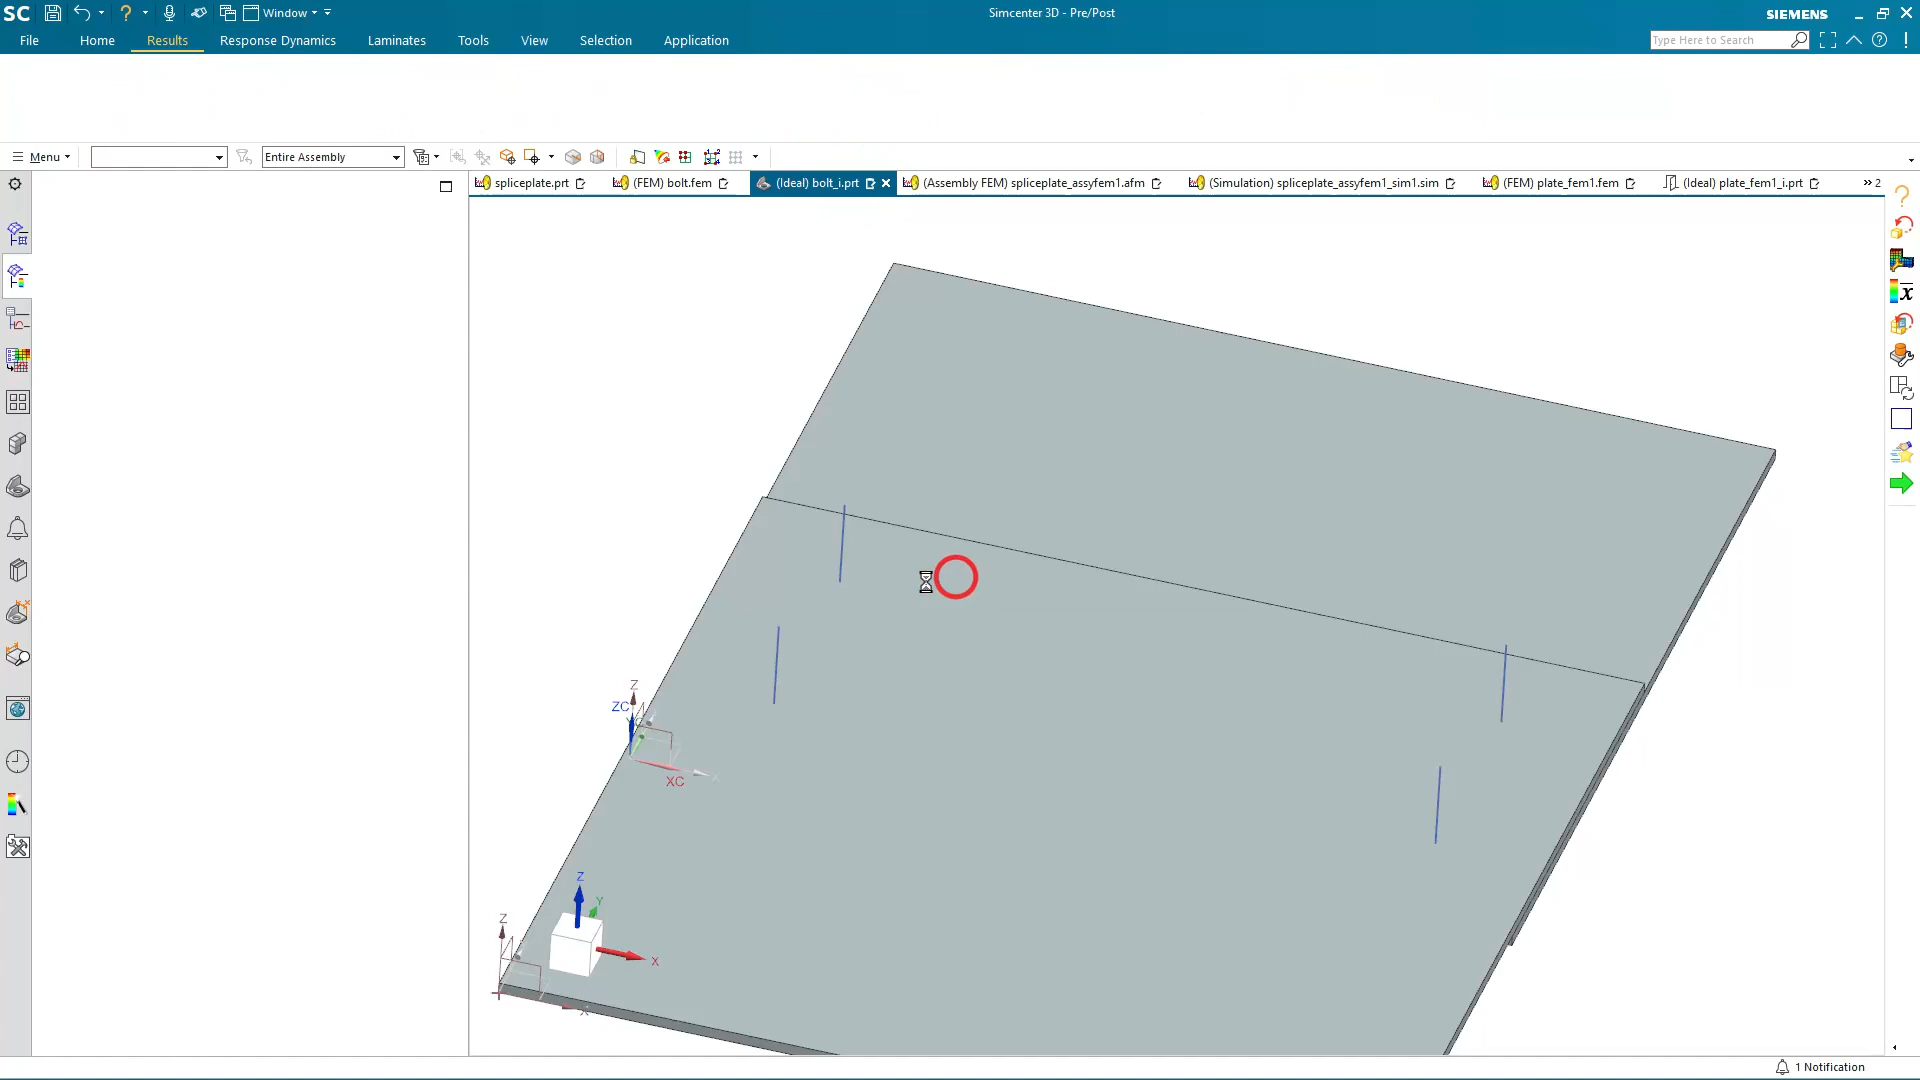 SC Window Simcenter 3D - Pre/Post SIEMENS
File Home Results Response Dynamics Laminates Tools View Selection Application Type Here to Search
Menu Entire Assembly
spliceplate.prt (FEM) bolt.fem (Ideal) bolt_i.prt (Assembly FEM) spliceplate_assyfem1.afm (Simulation) spliceplate_assyfem1_sim1.sim (FEM) plate_fem1.fem (Ideal) plate_fem1_i.prt 2
Z
ZC
XC
Z
Y
X
Z
X
1 Notification